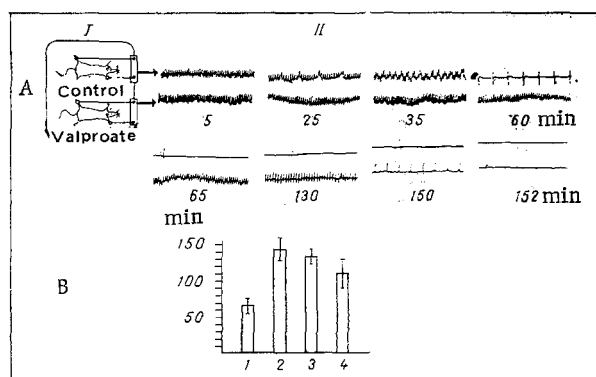 I II
A
Control
Valproate
5 25 35 60 min
65 130 150 152 min
min
B
150
100
50
1 2 3 4